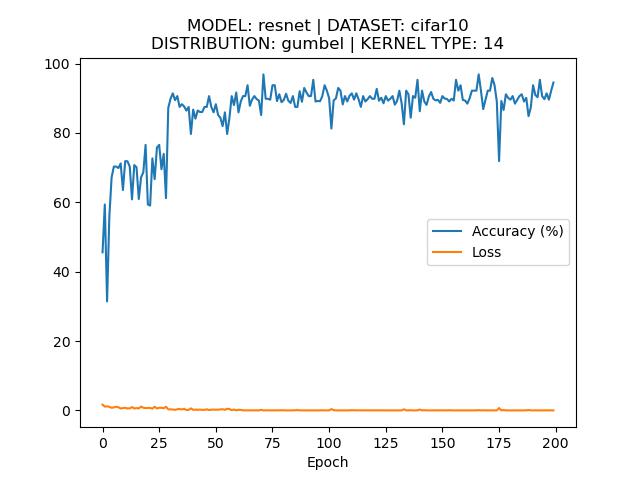 MODEL: resnet | DATASET: cifar10
DISTRIBUTION: gumbel | KERNEL TYPE: 14
100
80
60
40
20
0
Accuracy (%)
Loss
0 25 50 75 100 125 150 175 200
Epoch